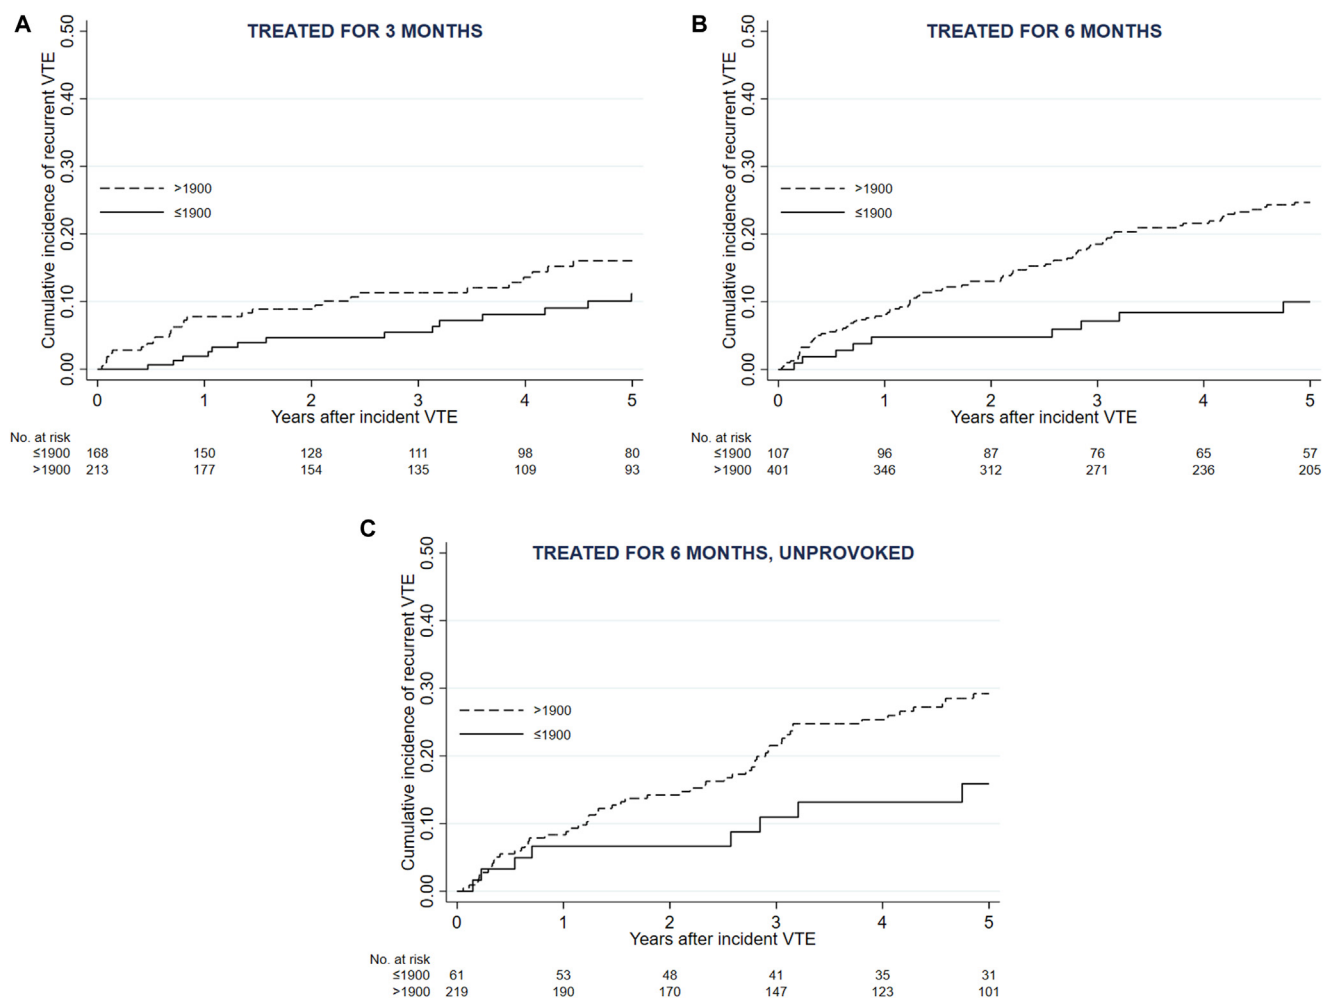 A
TREATED FOR 3 MONTHS
Cumulative incidence of recurrent VTE
0.50
0.40
0.30
0.20
0.10
0.00
>1900
≤1900
0 1 2 3 4 5
Years after incident VTE
No. at risk
≤1900 168 150 128 111 98 80
>1900 213 177 154 135 109 93
B
TREATED FOR 6 MONTHS
Cumulative incidence of recurrent VTE
0.50
0.40
0.30
0.20
0.10
0.00
>1900
≤1900
0 1 2 3 4 5
Years after incident VTE
No. at risk
≤1900 107 96 87 76 65 57
>1900 401 346 312 271 236 205
C
TREATED FOR 6 MONTHS, UNPROVOKED
Cumulative incidence of recurrent VTE
0.50
0.40
0.30
0.20
0.10
0.00
>1900
≤1900
0 1 2 3 4 5
Years after incident VTE
No. at risk
≤1900 61 53 48 41 35 31
>1900 219 190 170 147 123 101